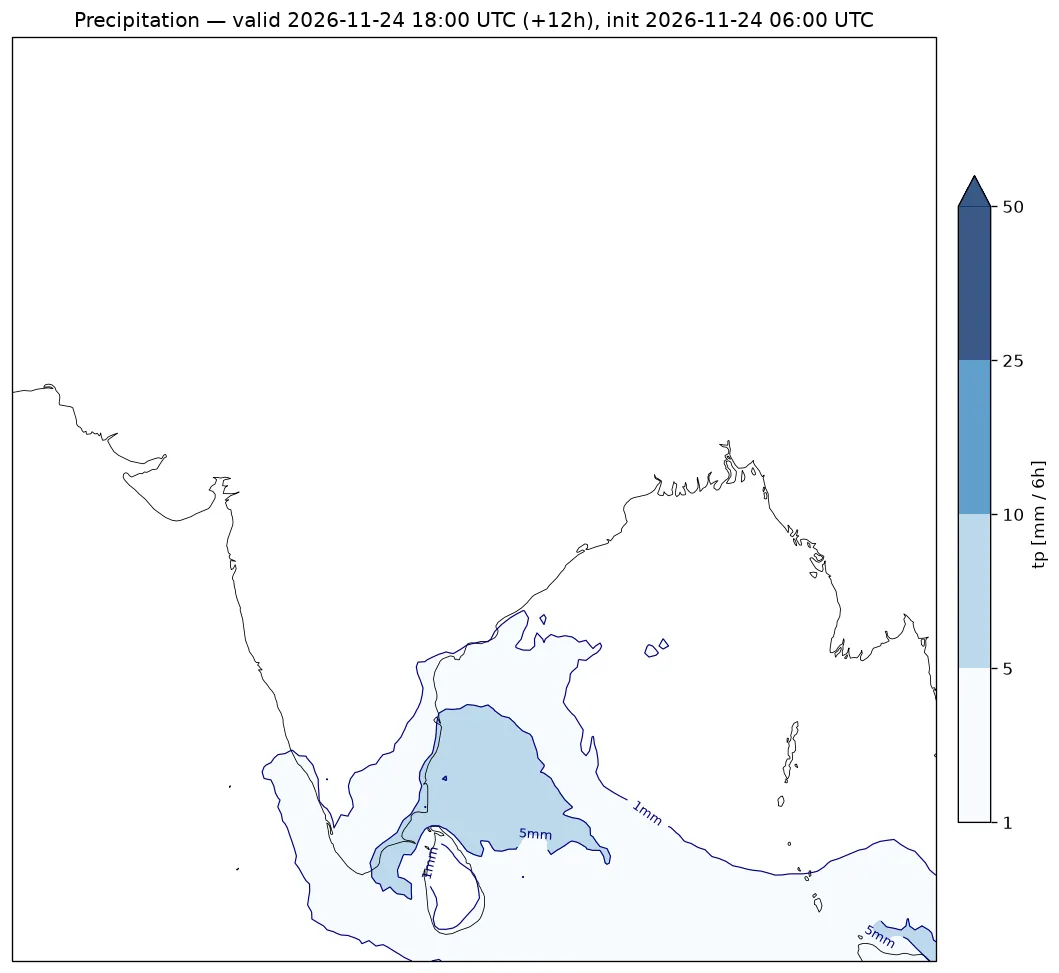 Precipitation — valid 2026-11-24 18:00 UTC (+12h), init 2026-11-24 06:00 UTC
50
25
10
5
1
tp [mm / 6h]
1mm
5mm
1mm
5mm